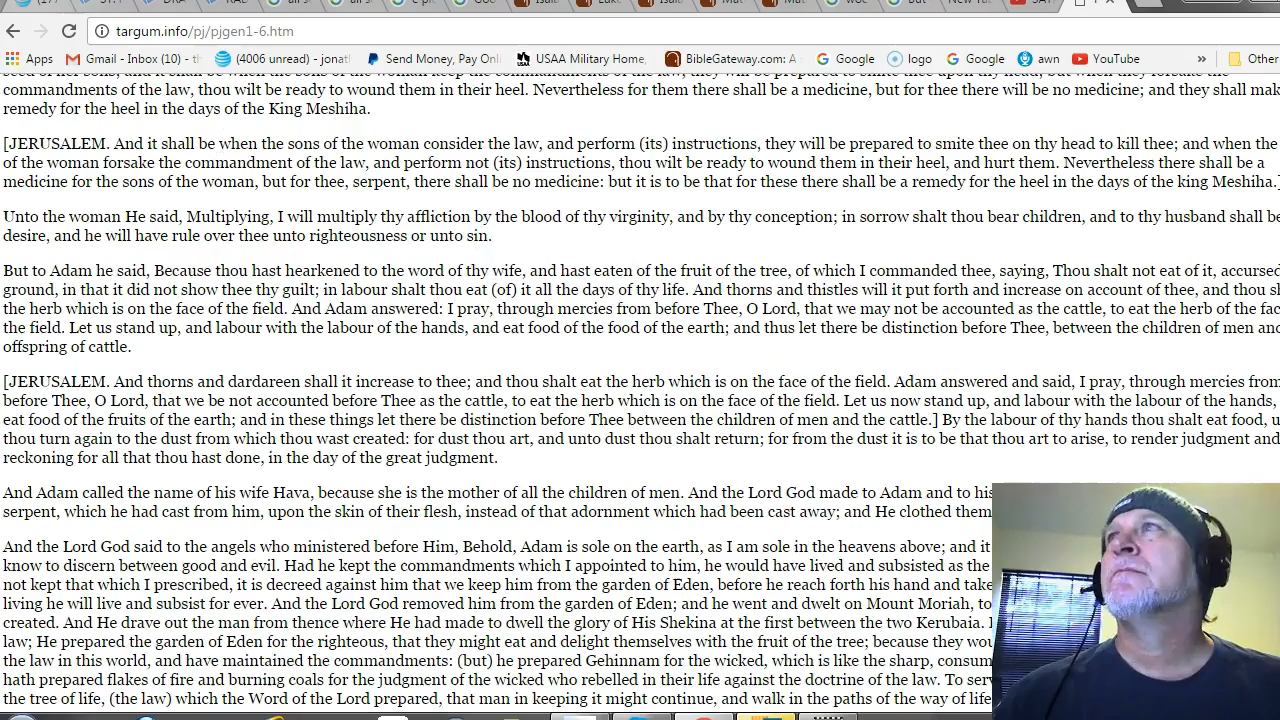 targum.info/pj/pjgen1-6.htm
Apps Gmail - Inbox (10) - (4006 unread) - jonat Send Money, Pay Onli USAA Military Home, BibleGateway.com: A Google logo Google awn YouTube » Other
commandments of the law, thou wilt be ready to wound them in their heel. Nevertheless for them there shall be a medicine, but for thee there will be no medicine; and they shall mak
remedy for the heel in the days of the King Meshiha.
[JERUSALEM. And it shall be when the sons of the woman consider the law, and perform (its) instructions, they will be prepared to smite thee on thy head to kill thee; and when the
of the woman forsake the commandment of the law, and perform not (its) instructions, thou wilt be ready to wound them in their heel, and hurt them. Nevertheless there shall be a
medicine for the sons of the woman, but for thee, serpent, there shall be no medicine: but it is to be that for these there shall be a remedy for the heel in the days of the king Meshiha.]
Unto the woman He said, Multiplying, I will multiply thy affliction by the blood of thy virginity, and by thy conception; in sorrow shalt thou bear children, and to thy husband shall be
desire, and he will have rule over thee unto righteousness or unto sin.
But to Adam he said, Because thou hast hearkened to the word of thy wife, and hast eaten of the fruit of the tree, of which I commanded thee, saying, Thou shalt not eat of it, accursed
ground, in that it did not show thee thy guilt; in labour shalt thou eat (of) it all the days of thy life. And thorns and thistles will it put forth and increase on account of thee, and thou sh
the herb which is on the face of the field. And Adam answered: I pray, through mercies from before Thee, O Lord, that we may not be accounted as the cattle, to eat the herb of the fac
the field. Let us stand up, and labour with the labour of the hands, and eat food of the food of the earth; and thus let there be distinction before Thee, between the children of men and
offspring of cattle.
[JERUSALEM. And thorns and dardareen shall it increase to thee; and thou shalt eat the herb which is on the face of the field. Adam answered and said, I pray, through mercies from
before Thee, O Lord, that we be not accounted before Thee as the cattle, to eat the herb which is on the face of the field. Let us now stand up, and labour with the labour of the hands,
eat food of the fruits of the earth; and in these things let there be distinction before Thee between the children of men and the cattle.] By the labour of thy hands thou shalt eat food, u
thou turn again to the dust from which thou wast created: for dust thou art, and unto dust thou shalt return; for from the dust it is to be that thou art to arise, to render judgment and
reckoning for all that thou hast done, in the day of the great judgment.
And Adam called the name of his wife Hava, because she is the mother of all the children of men. And the Lord God made to Adam and to his
serpent, which he had cast from him, upon the skin of their flesh, instead of that adornment which had been cast away; and He clothed them
And the Lord God said to the angels who ministered before Him, Behold, Adam is sole on the earth, as I am sole in the heavens above; and it
know to discern between good and evil. Had he kept the commandments which I appointed to him, he would have lived and subsisted as the
not kept that which I prescribed, it is decreed against him that we keep him from the garden of Eden, before he reach forth his hand and take
living he will live and subsist for ever. And the Lord God removed him from the garden of Eden; and he went and dwelt on Mount Moriah, to
created. And He drave out the man from thence where He had made to dwell the glory of His Shekina at the first between the two Kerubaia.
law; He prepared the garden of Eden for the righteous, that they might eat and delight themselves with the fruit of the tree; because they wo
the law in this world, and have maintained the commandments: (but) he prepared Gehinnam for the wicked, which is like the sharp, consum
hath prepared flakes of fire and burning coals for the judgment of the wicked who rebelled in their life against the doctrine of the law. To ser
the tree of life, (the law) which the Word of the Lord prepared, that man in keeping it might continue, and walk in the paths of the way of life